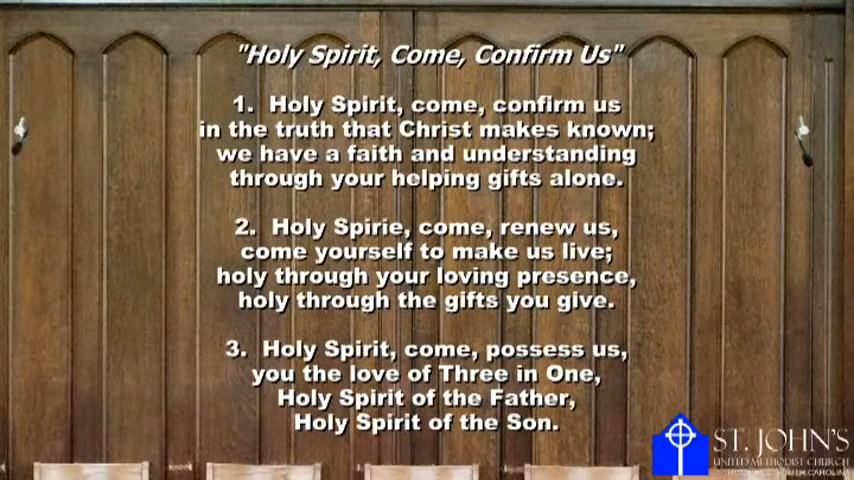 "Holy Spirit, Come, Confirm Us"
1. Holy Spirit, come, confirm us
in the truth that Christ makes known;
we have a faith and understanding
through your helping gifts alone.
2. Holy Spirie, come, renew us,
come yourself to make us live;
holy through your loving presence,
holy through the gifts you give.
3. Holy Spirit, come, possess us,
you the love of Three in One,
Holy Spirit of the Father,
Holy Spirit of the Son.
ST. JOHN'S
UNITED METHODIST CHURCH
CAROLINA